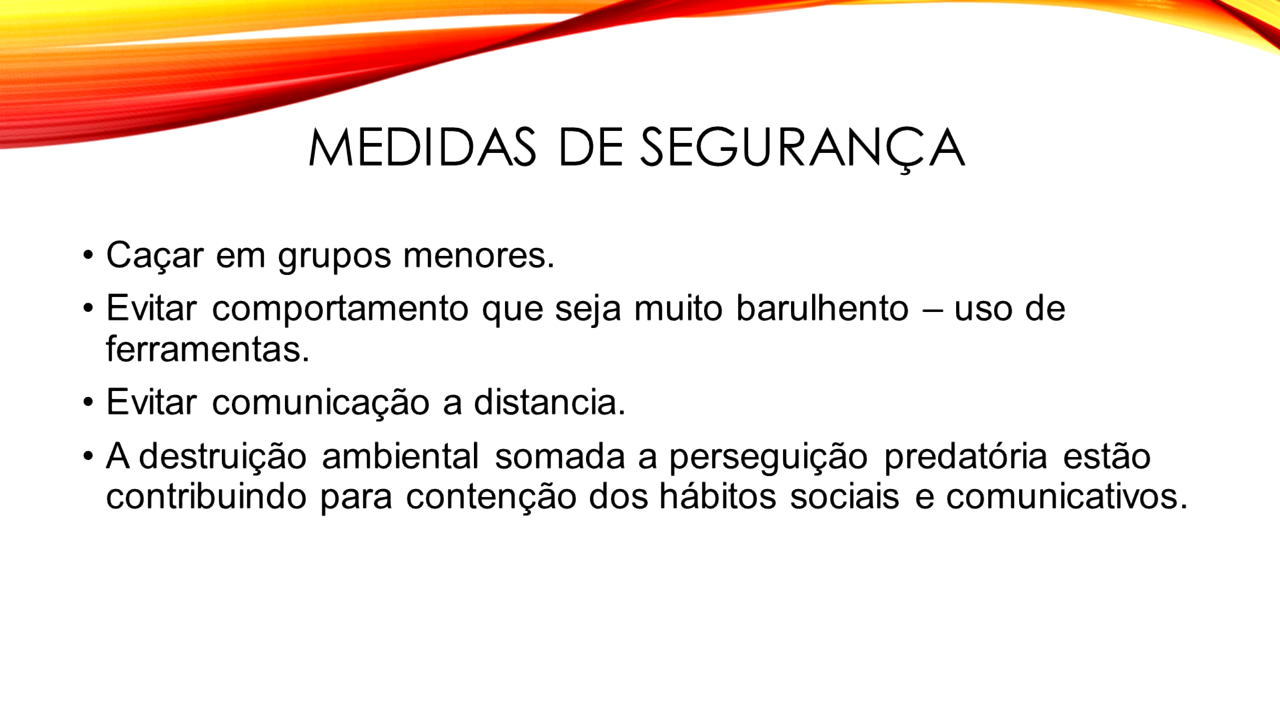 MEDIDAS DE SEGURANÇA
• Caçar em grupos menores.
• Evitar comportamento que seja muito barulhento – uso de
ferramentas.
• Evitar comunicação a distancia.
• A destruição ambiental somada a perseguição predatória estão
contribuindo para contenção dos hábitos sociais e comunicativos.